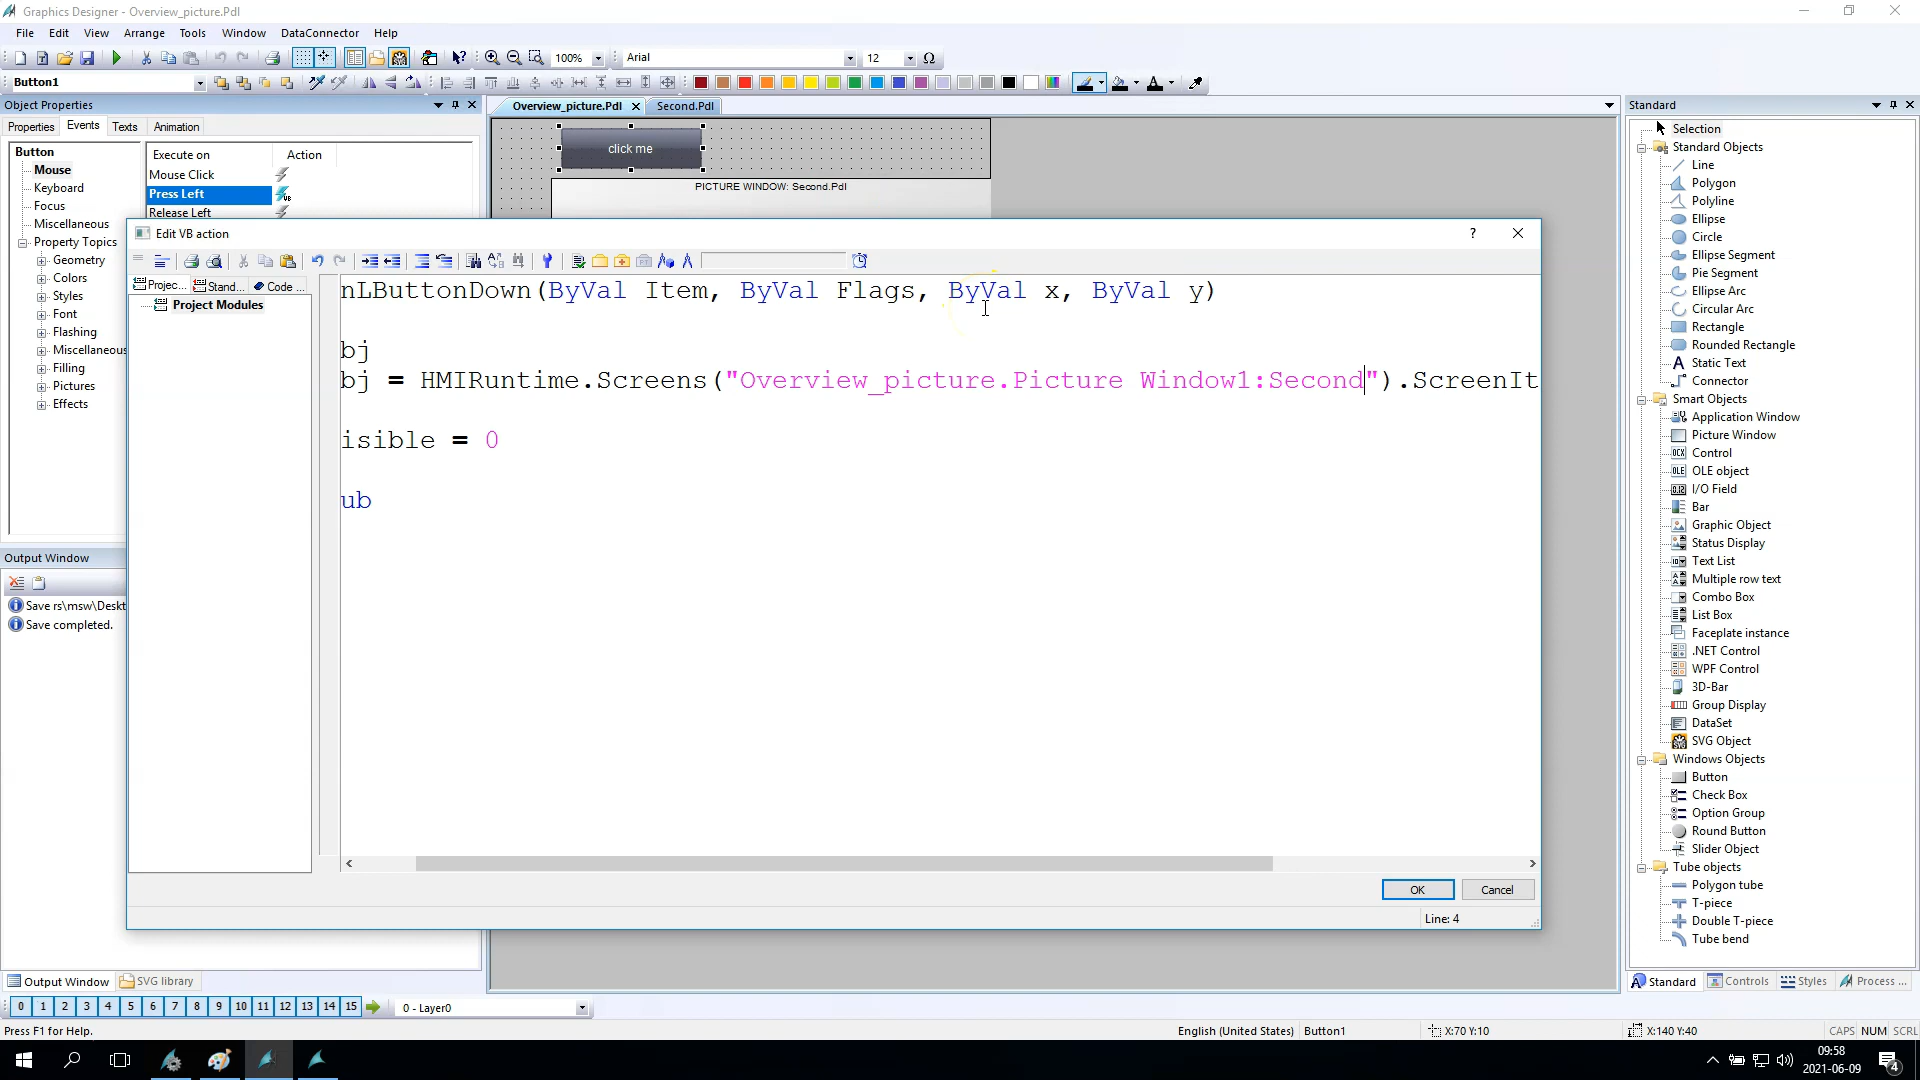 Graphics Designer - Overview_picture.Pdl
File Edit View Arrange Tools Window DataConnector Help
100% Arial 12 Ω
Button1
Object Properties
Overview_picture.Pdl Second.Pdl
Standard
Properties Events Texts Animation
Button
Mouse
Keyboard
Focus
Miscellaneous
Property Topics
Geometry
Colors
Styles
Font
Flashing
Miscellaneous
Filling
Pictures
Effects
Execute on Action
Mouse Click
Press Left
Release Left
click me
PICTURE WINDOW: Second.Pdl
Edit VB action
Projec... Stand... Code ...
Project Modules
nLButtonDown(ByVal Item, ByVal Flags, ByVal x, ByVal y)
bj
bj = HMIRuntime.Screens("Overview_picture.Picture Window1:Second").ScreenIt
isible = 0
ub
OK Cancel
Line: 4
Output Window
Save rs\msw\Deskt
Save completed.
Output Window SVG library
Selection
Standard Objects
Line
Polygon
Polyline
Ellipse
Circle
Ellipse Segment
Pie Segment
Ellipse Arc
Circular Arc
Rectangle
Rounded Rectangle
Static Text
Connector
Smart Objects
Application Window
Picture Window
Control
OLE object
I/O Field
Bar
Graphic Object
Status Display
Text List
Multiple row text
Combo Box
List Box
Faceplate instance
.NET Control
WPF Control
3D-Bar
Group Display
DataSet
SVG Object
Windows Objects
Button
Check Box
Option Group
Round Button
Slider Object
Tube objects
Polygon tube
T-piece
Double T-piece
Tube bend
Standard Controls Styles Process ...
0 1 2 3 4 5 6 7 8 9 10 11 12 13 14 15 0 - Layer0
Press F1 for Help. English (United States) Button1 X:70 Y:10 X:140 Y:40 CAPS NUM SCRL
09:58
2021-06-09
4